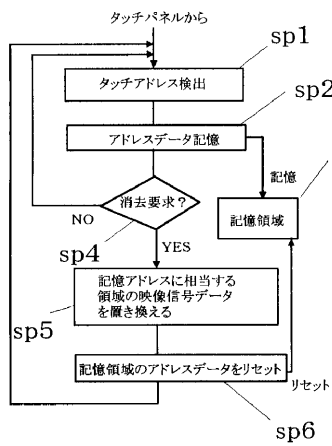 タッチパネルから
sp1
タッチアドレス検出
sp2
アドレスデータ記憶
記憶
消去要求?
記憶領域
NO
YES
sp4
記憶アドレスに相当する
領域の映像信号データ
を置き換える
sp5
記憶領域のアドレスデータをリセット
リセット
sp6